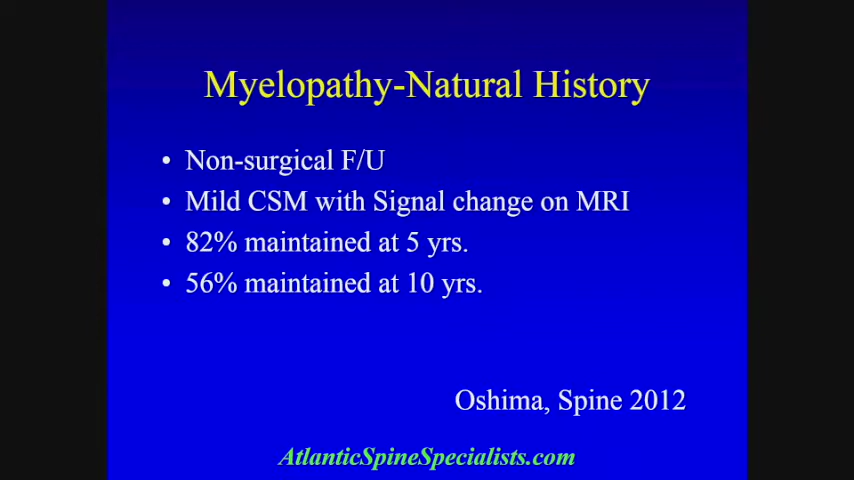 Myelopathy-Natural History
• Non-surgical F/U
• Mild CSM with Signal change on MRI
• 82% maintained at 5 yrs.
• 56% maintained at 10 yrs.
Oshima, Spine 2012
AtlanticSpineSpecialists.com